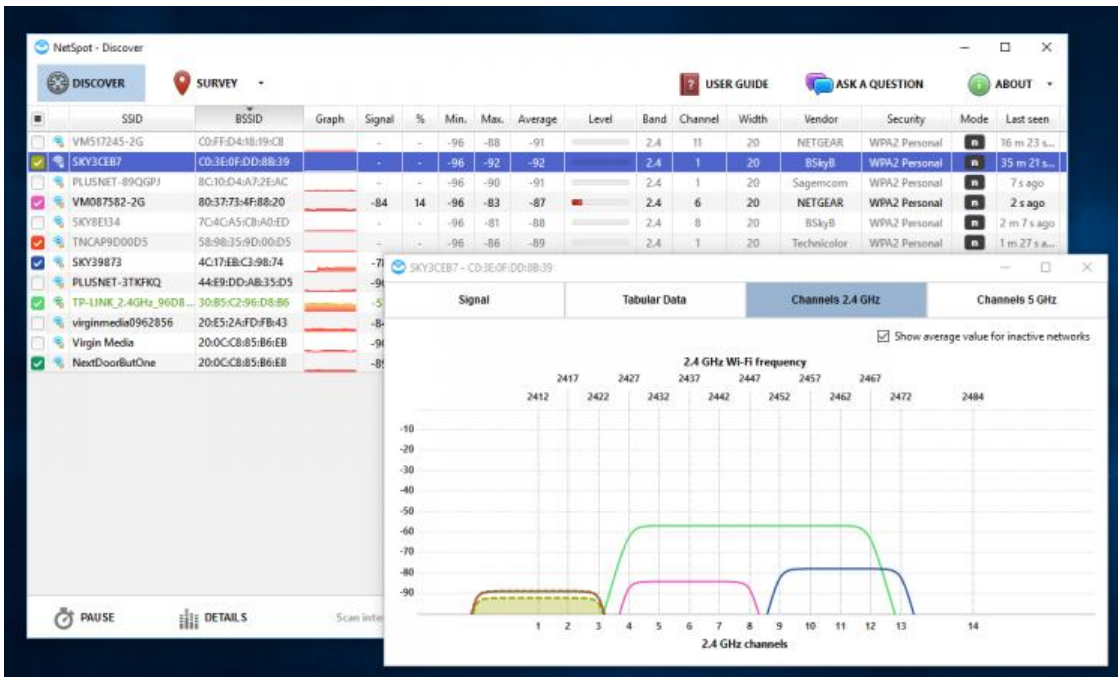 NetSpot - Discover
DISCOVER SURVEY USER GUIDE ASK A QUESTION ABOUT
SSID BSSID Graph Signal % Min. Max. Average Level Band Channel Width Vendor Security Mode Last seen
VM517245-2G C0:FF:D4:18:19:C8 - - -96 -88 -91 2.4 11 20 NETGEAR WPA2 Personal n 16 m 23 s...
SKY3CEB7 C0:3E:0F:DD:8B:39 - - -96 -92 -92 2.4 1 20 BSkyB WPA2 Personal n 35 m 21 s...
PLUSNET-89QGPJ 8C:10:D4:A7:2E:AC - - -96 -90 -91 2.4 1 20 Sagemcom WPA2 Personal n 7 s ago
VM087582-2G 80:37:73:4F:88:20 -84 14 -96 -83 -87 2.4 6 20 NETGEAR WPA2 Personal n 2 s ago
SKY8E134 7C:4C:A5:CB:A0:ED - - -96 -81 -88 2.4 8 20 BSkyB WPA2 Personal n 2 m 7 s ago
TNCAP9D00D5 58:98:35:9D:00:D5 - - -96 -86 -89 2.4 1 20 Technicolor WPA2 Personal n 1 m 27 s a...
SKY39873 4C:17:EB:C3:98:74
PLUSNET-3TKFKQ 44:E9:DD:AB:35:D5
TP-LINK_2.4GHz_96D8... 30:B5:C2:96:D8:B6
virginmedia0962856 20:E5:2A:FD:FB:43
Virgin Media 20:0C:C8:85:B6:EB
NextDoorButOne 20:0C:C8:85:B6:E8
PAUSE DETAILS Scan inte
SKY3CEB7 - C0:3E:0F:DD:8B:39
Signal Tabular Data Channels 2.4 GHz Channels 5 GHz
Show average value for inactive networks
2.4 GHz Wi-Fi frequency
2417 2427 2437 2447 2457 2467
2412 2422 2432 2442 2452 2462 2472 2484
-10
-20
-30
-40
-50
-60
-70
-80
-90
1 2 3 4 5 6 7 8 9 10 11 12 13 14
2.4 GHz channels